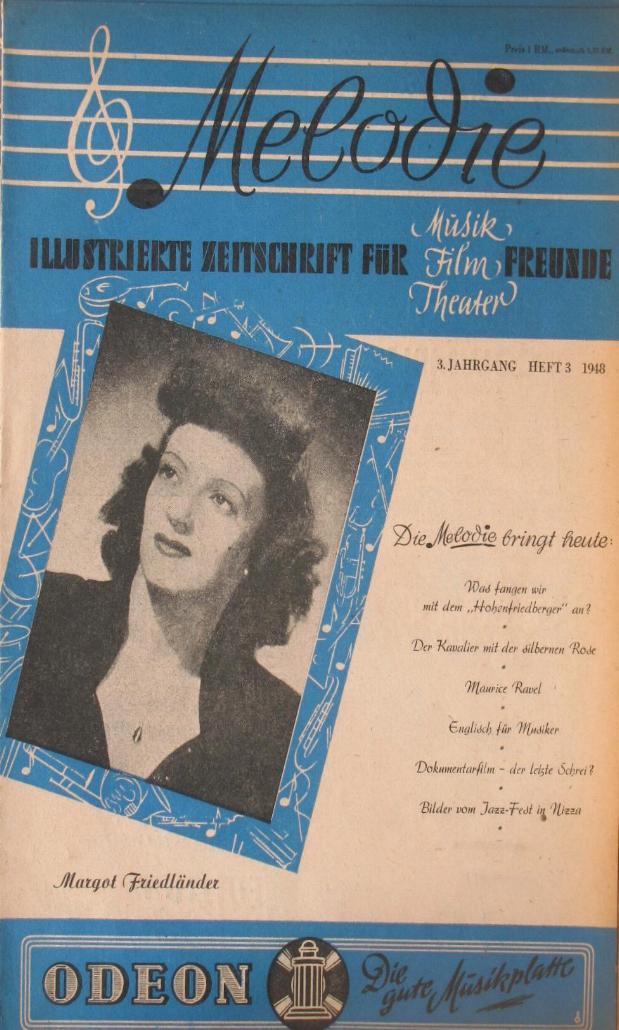 Preis 1 RM.,
Melodie
ILLUSTRIERTE ZEITSCHRIFT FÜR Musik Film Theater FREUNDE
3. JAHRGANG HEFT 3 1948
Die Melodie bringt heute:
Was fangen wir
mit dem „Hohenfriedberger" an?
Der Kavalier mit der silbernen Rose
Maurice Ravel
Englisch für Musiker
Dokumentarfilm – der letzte Schrei?
Bilder vom Jazz-Fest in Nizza
Margot Friedländer
ODEON Die gute Musikplatte